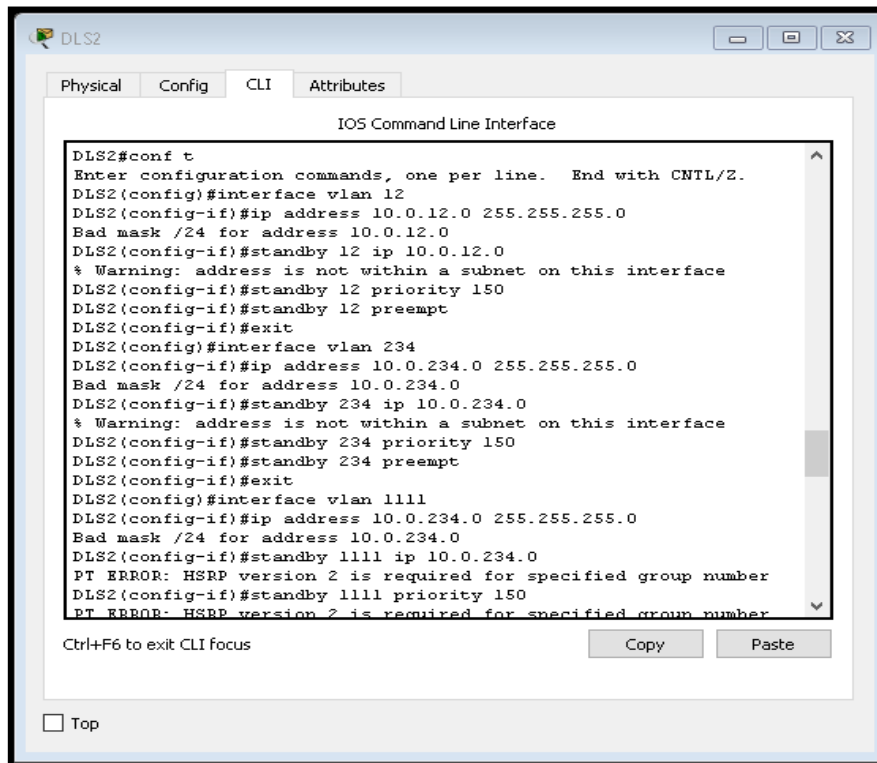 DLS2
Physical Config CLI Attributes
IOS Command Line Interface
DLS2#conf t
Enter configuration commands, one per line. End with CNTL/Z.
DLS2(config)#interface vlan 12
DLS2(config-if)#ip address 10.0.12.0 255.255.255.0
Bad mask /24 for address 10.0.12.0
DLS2(config-if)#standby 12 ip 10.0.12.0
% Warning: address is not within a subnet on this interface
DLS2(config-if)#standby 12 priority 150
DLS2(config-if)#standby 12 preempt
DLS2(config-if)#exit
DLS2(config)#interface vlan 234
DLS2(config-if)#ip address 10.0.234.0 255.255.255.0
Bad mask /24 for address 10.0.234.0
DLS2(config-if)#standby 234 ip 10.0.234.0
% Warning: address is not within a subnet on this interface
DLS2(config-if)#standby 234 priority 150
DLS2(config-if)#standby 234 preempt
DLS2(config-if)#exit
DLS2(config)#interface vlan 1111
DLS2(config-if)#ip address 10.0.234.0 255.255.255.0
Bad mask /24 for address 10.0.234.0
DLS2(config-if)#standby 1111 ip 10.0.234.0
PT ERROR: HSRP version 2 is required for specified group number
DLS2(config-if)#standby 1111 priority 150
PT ERROR: HSRP version 2 is required for specified group number
Ctrl+F6 to exit CLI focus
Copy Paste
Top